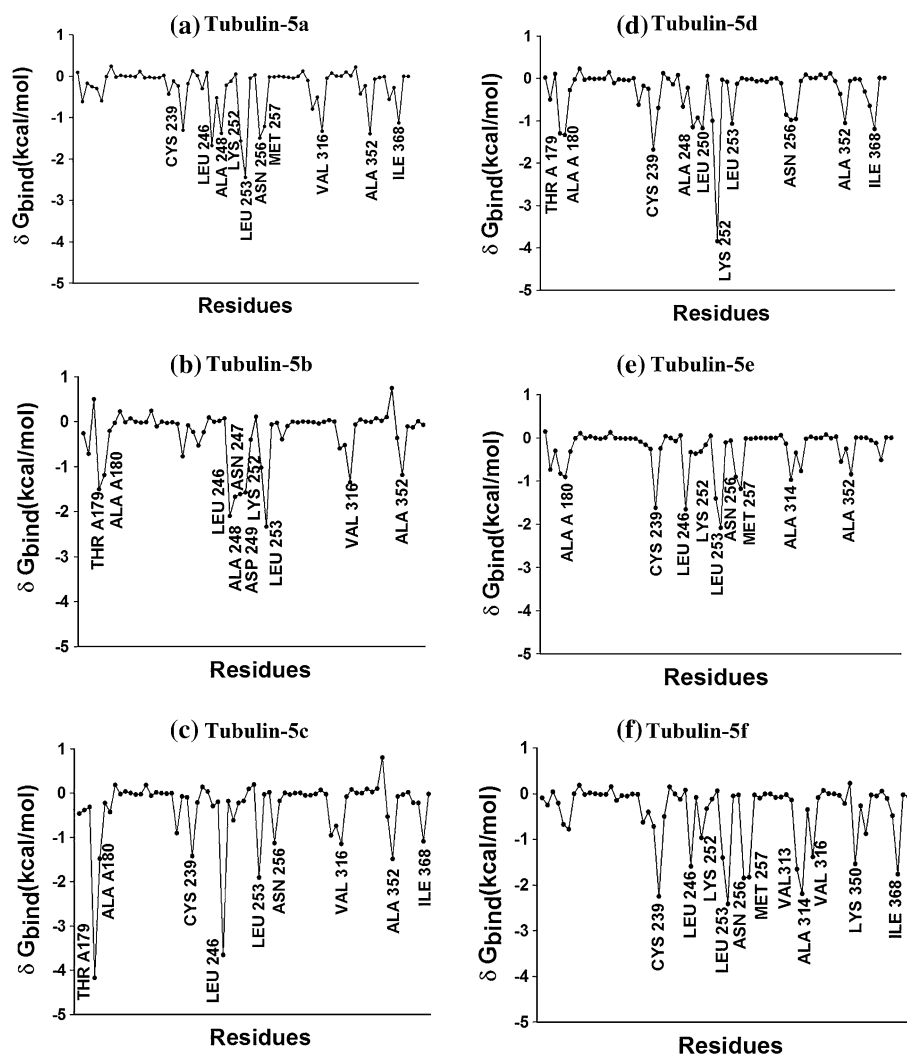 (a) Tubulin-5a
1
0
-1
-2
-3
-4
-5
δ Gbind(kcal/mol)
CYS 239
LEU 246
ALA 248
LYS 252
LEU 253
ASN 256
MET 257
VAL 316
ALA 352
ILE 368
Residues
(d) Tubulin-5d
1
0
-1
-2
-3
-4
-5
δ Gbind(kcal/mol)
THR A 179
ALA A 180
CYS 239
ALA 248
LEU 250
LYS 252
LEU 253
ASN 256
ALA 352
ILE 368
Residues
(b) Tubulin-5b
1
0
-1
-2
-3
-4
-5
δ Gbind(kcal/mol)
THR A179
ALA A180
LEU 246
ALA 248
ASN 247
ASP 249
LYS 252
LEU 253
VAL 316
ALA 352
Residues
(e) Tubulin-5e
1
0
-1
-2
-3
-4
-5
δ Gbind(kcal/mol)
ALA A 180
CYS 239
LEU 246
LYS 252
LEU 253
ASN 256
MET 257
ALA 314
ALA 352
Residues
(c) Tubulin-5c
1
0
-1
-2
-3
-4
-5
δ Gbind(kcal/mol)
THR A179
ALA A180
CYS 239
LEU 246
LEU 253
ASN 256
VAL 316
ALA 352
ILE 368
Residues
(f) Tubulin-5f
1
0
-1
-2
-3
-4
-5
δ Gbind(kcal/mol)
CYS 239
LEU 246
LYS 252
LEU 253
ASN 256
MET 257
VAL313
ALA 314
VAL 316
LYS 350
ILE 368
Residues